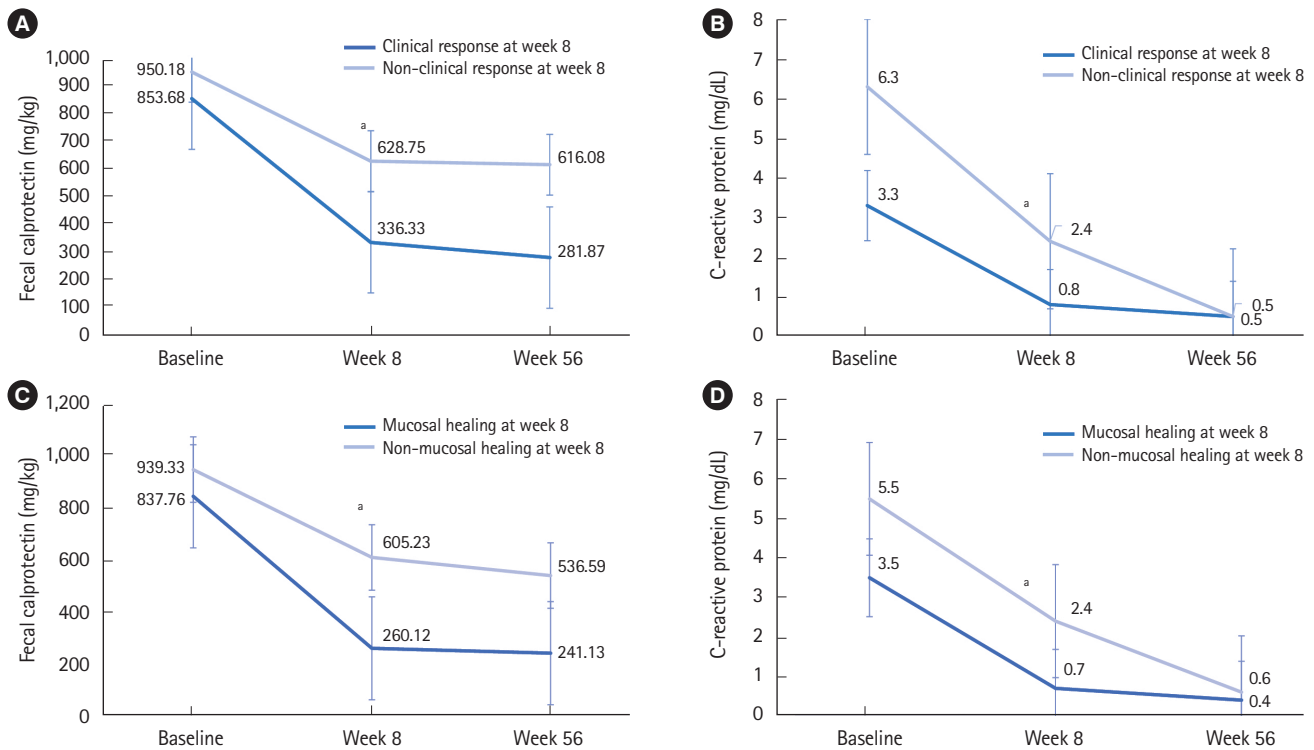 A
Fecal calprotectin (mg/kg)
Clinical response at week 8
Non-clinical response at week 8
1,000
900
800
700
600
500
400
300
200
100
0
950.18
853.68
a
628.75
616.08
336.33
281.87
Baseline
Week 8
Week 56
B
C-reactive protein (mg/dL)
Clinical response at week 8
Non-clinical response at week 8
8
7
6
5
4
3
2
1
0
6.3
3.3
a
2.4
0.8
0.5
0.5
Baseline
Week 8
Week 56
C
Fecal calprotectin (mg/kg)
Mucosal healing at week 8
Non-mucosal healing at week 8
1,200
1,000
800
600
400
200
0
939.33
837.76
a
605.23
536.59
260.12
241.13
Baseline
Week 8
Week 56
D
C-reactive protein (mg/dL)
Mucosal healing at week 8
Non-mucosal healing at week 8
8
7
6
5
4
3
2
1
0
5.5
3.5
a
2.4
0.7
0.6
0.4
Baseline
Week 8
Week 56